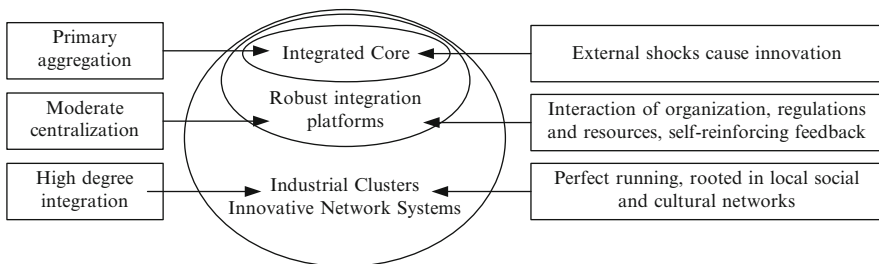 Primary
aggregation
Integrated Core
External shocks cause innovation
Moderate
centralization
Robust integration
platforms
Interaction of organization, regulations
and resources, self-reinforcing feedback
High degree
integration
Industrial Clusters
Innovative Network Systems
Perfect running, rooted in local social
and cultural networks